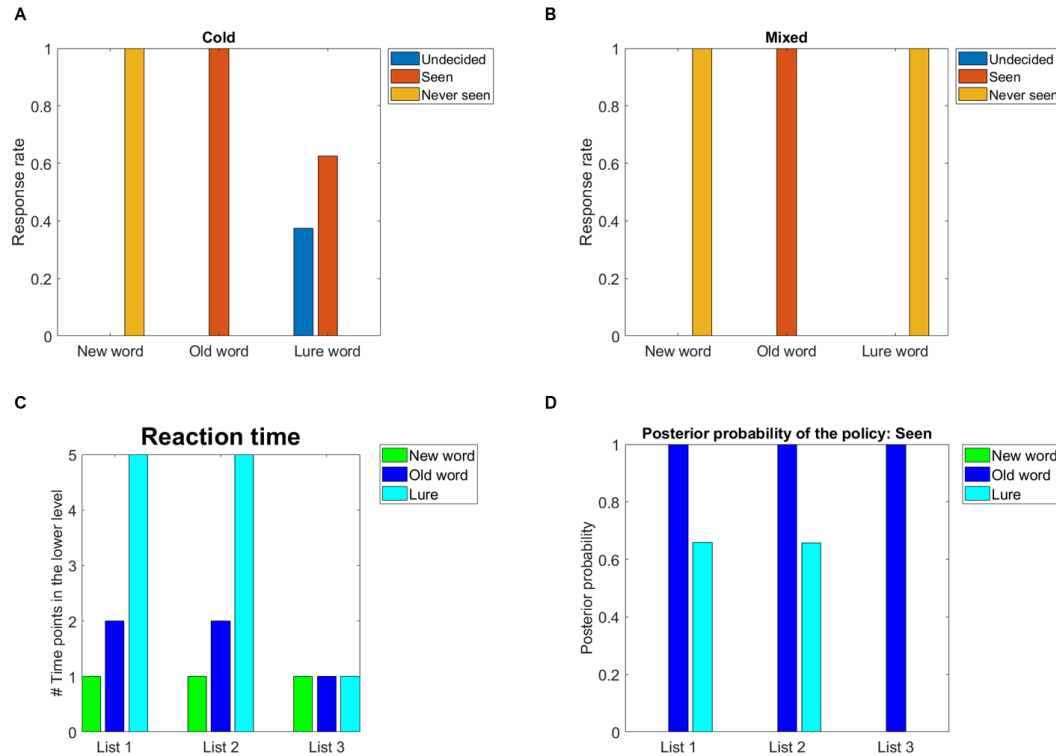 A
Cold
Undecided
Seen
Never seen
Response rate
1
0.8
0.6
0.4
0.2
0
New word
Old word
Lure word
B
Mixed
Undecided
Seen
Never seen
Response rate
1
0.8
0.6
0.4
0.2
0
New word
Old word
Lure word
C
Reaction time
New word
Old word
Lure
# Time points in the lower level
5
4
3
2
1
0
List 1
List 2
List 3
D
Posterior probability of the policy: Seen
New word
Old word
Lure
Posterior probability
1
0.8
0.6
0.4
0.2
0
List 1
List 2
List 3